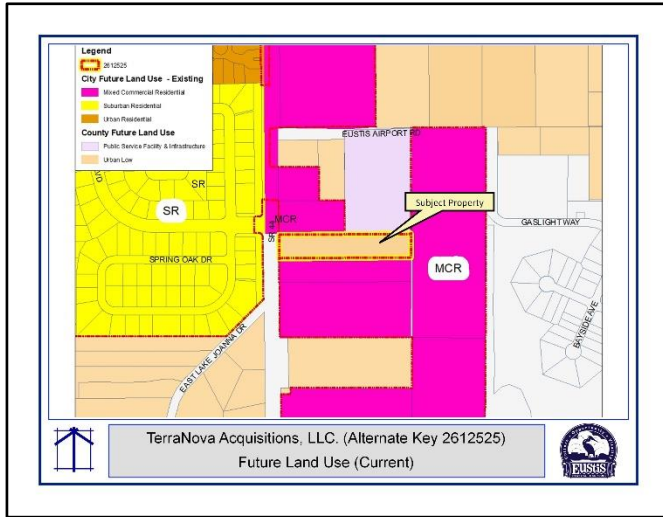 Legend
2612525
City Future Land Use - Existing
Mixed Commercial Residential
Suburban Residential
Urban Residential
County Future Land Use
Public Service Facility & Infrastructure
Urban Low
EUSTIS AIRPORT RD
Subject Property
SR
SR
MCR
SR 44
GASLIGHT WAY
SPRING OAK DR
MCR
BAYSIDE AVE
EAST LAKE JOANNA DR
TerraNova Acquisitions, LLC. (Alternate Key 2612525)
Future Land Use (Current)
EUSTIS